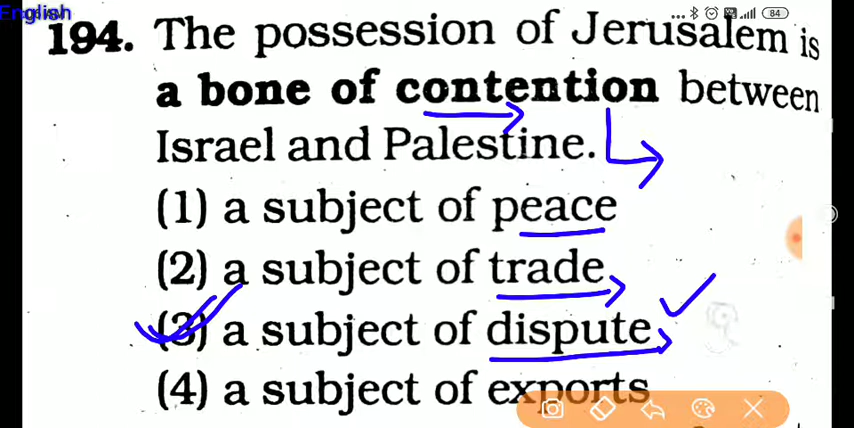 English
84
194. The possession of Jerusalem is
a bone of contention between
Israel and Palestine.
(1) a subject of peace
(2) a subject of trade
(3) a subject of dispute
(4) a subject of exports